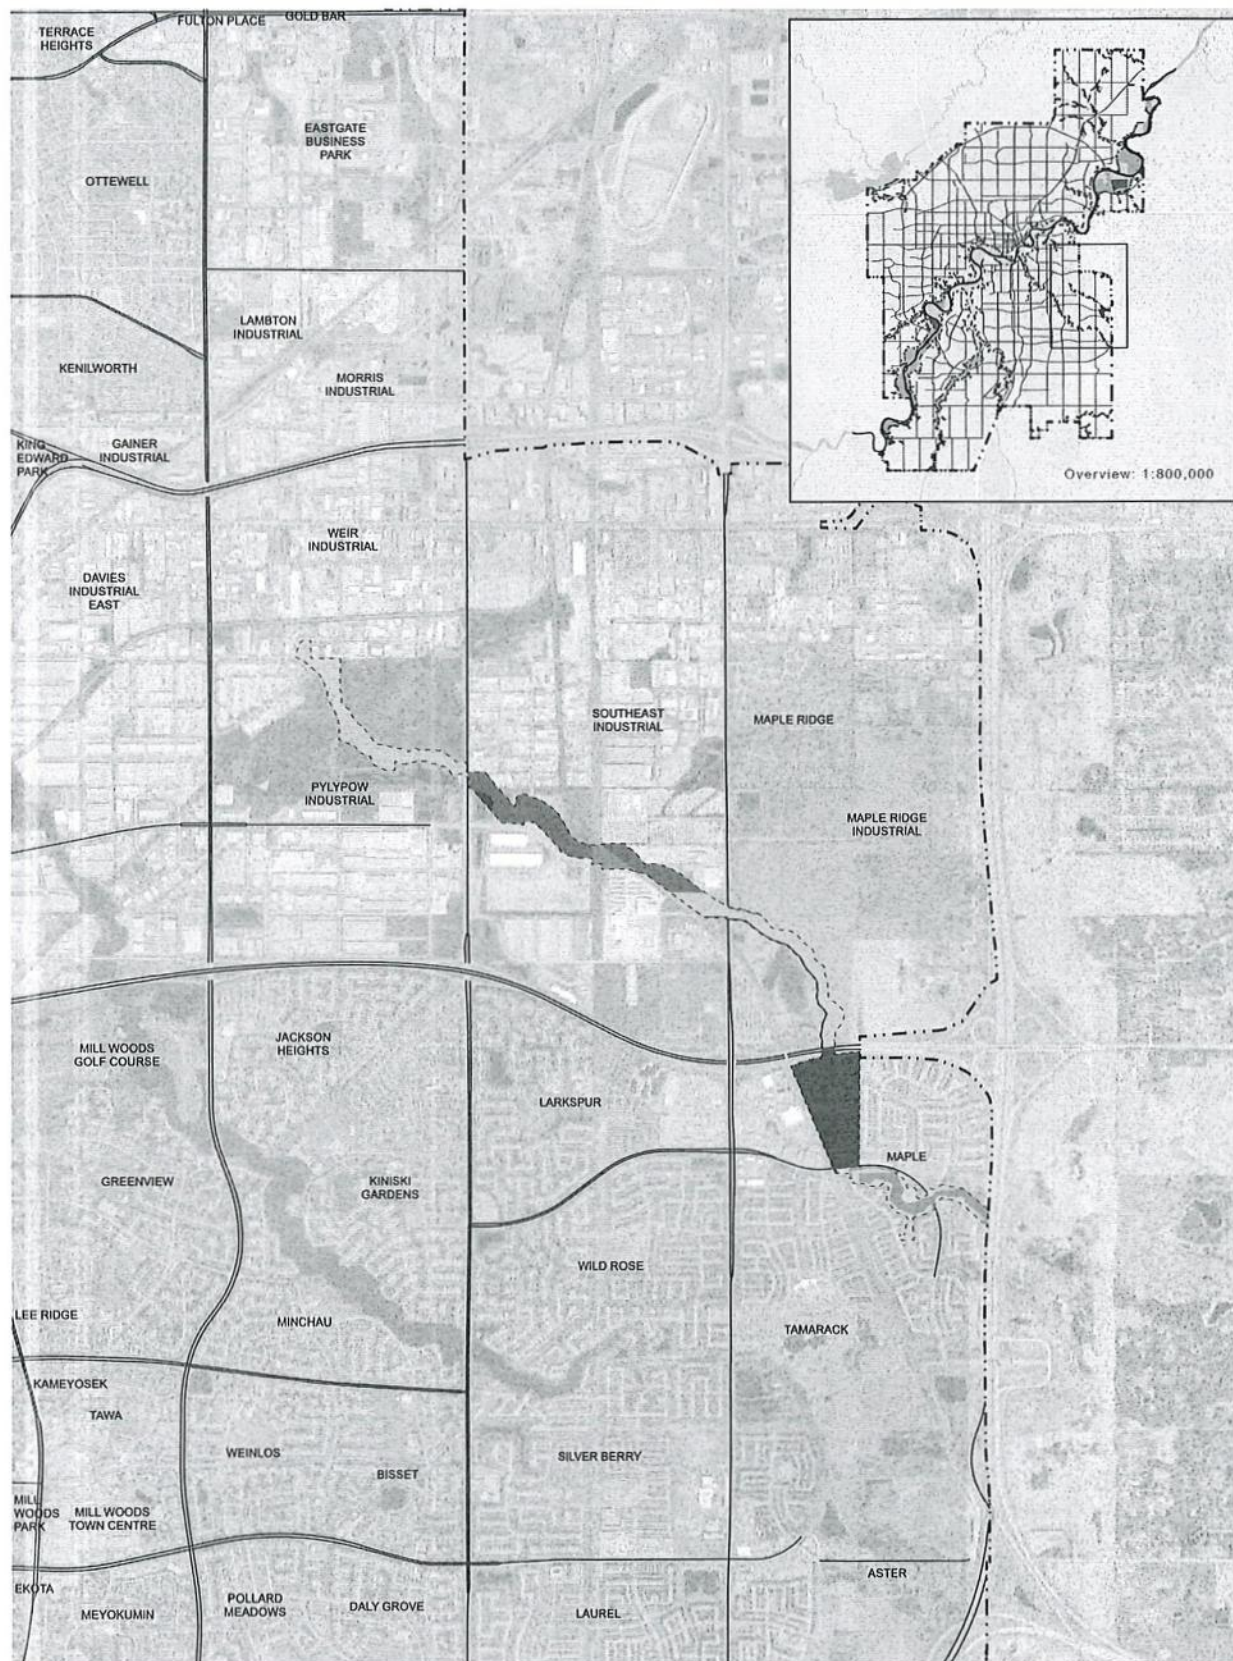 FULTON PLACE
GOLD BAR
TERRACE
HEIGHTS
EASTGATE
BUSINESS
PARK
OTTEWELL
LAMBTON
INDUSTRIAL
KENILWORTH
MORRIS
INDUSTRIAL
KING
EDWARD
PARK
GAINER
INDUSTRIAL
Overview: 1:800,000
WEIR
INDUSTRIAL
DAVIES
INDUSTRIAL
EAST
SOUTHEAST
INDUSTRIAL
MAPLE RIDGE
PYLYPOW
INDUSTRIAL
MAPLE RIDGE
INDUSTRIAL
MILL WOODS
GOLF COURSE
JACKSON
HEIGHTS
LARKSPUR
MAPLE
GREENVIEW
KINISKI
GARDENS
WILD ROSE
LEE RIDGE
MINCHAU
TAMARACK
KAMEYOSEK
TAWA
WEINLOS
BISSET
SILVER BERRY
MILL
WOODS
PARK
MILL WOODS
TOWN CENTRE
EKOTA
MEYOKUMIN
POLLARD
MEADOWS
DALY GROVE
LAUREL
ASTER